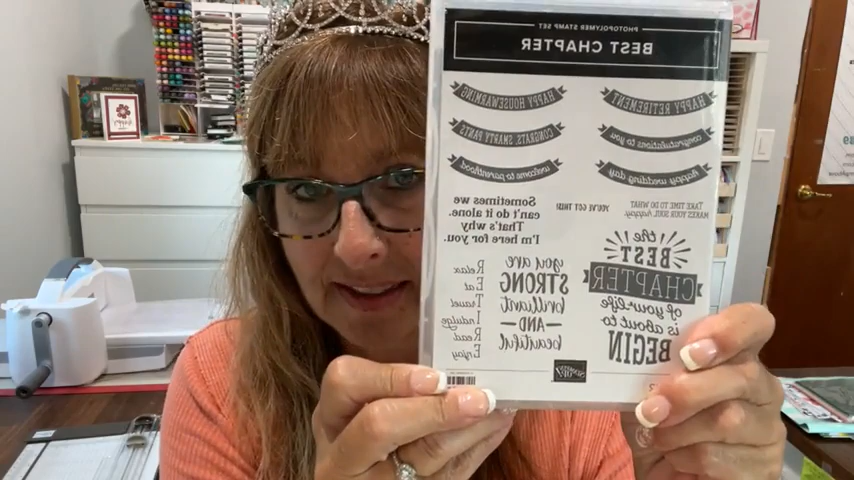 PHOTOPOLYMER STAMP SET
BEST CHAPTER
HAPPY HOUSEWARMING
HAPPY RETIREMENT
CONGRATS, SMARTY PANTS
congratulations to you
welcome to parenthood
Happy wedding day
Sometimes we
can't do it alone.
That's why
I'm here for you.
YOU'VE GOT THIS!
TAKE TIME TO DO WHAT
MAKES YOUR SOUL HAPPY.
Relax
Eat
Travel
Indulge
Read
Enjoy
you are
STRONG
brilliant
AND
beautiful
the
BEST
CHAPTER
of your life
is about to
BEGIN
STAMPIN' UP!